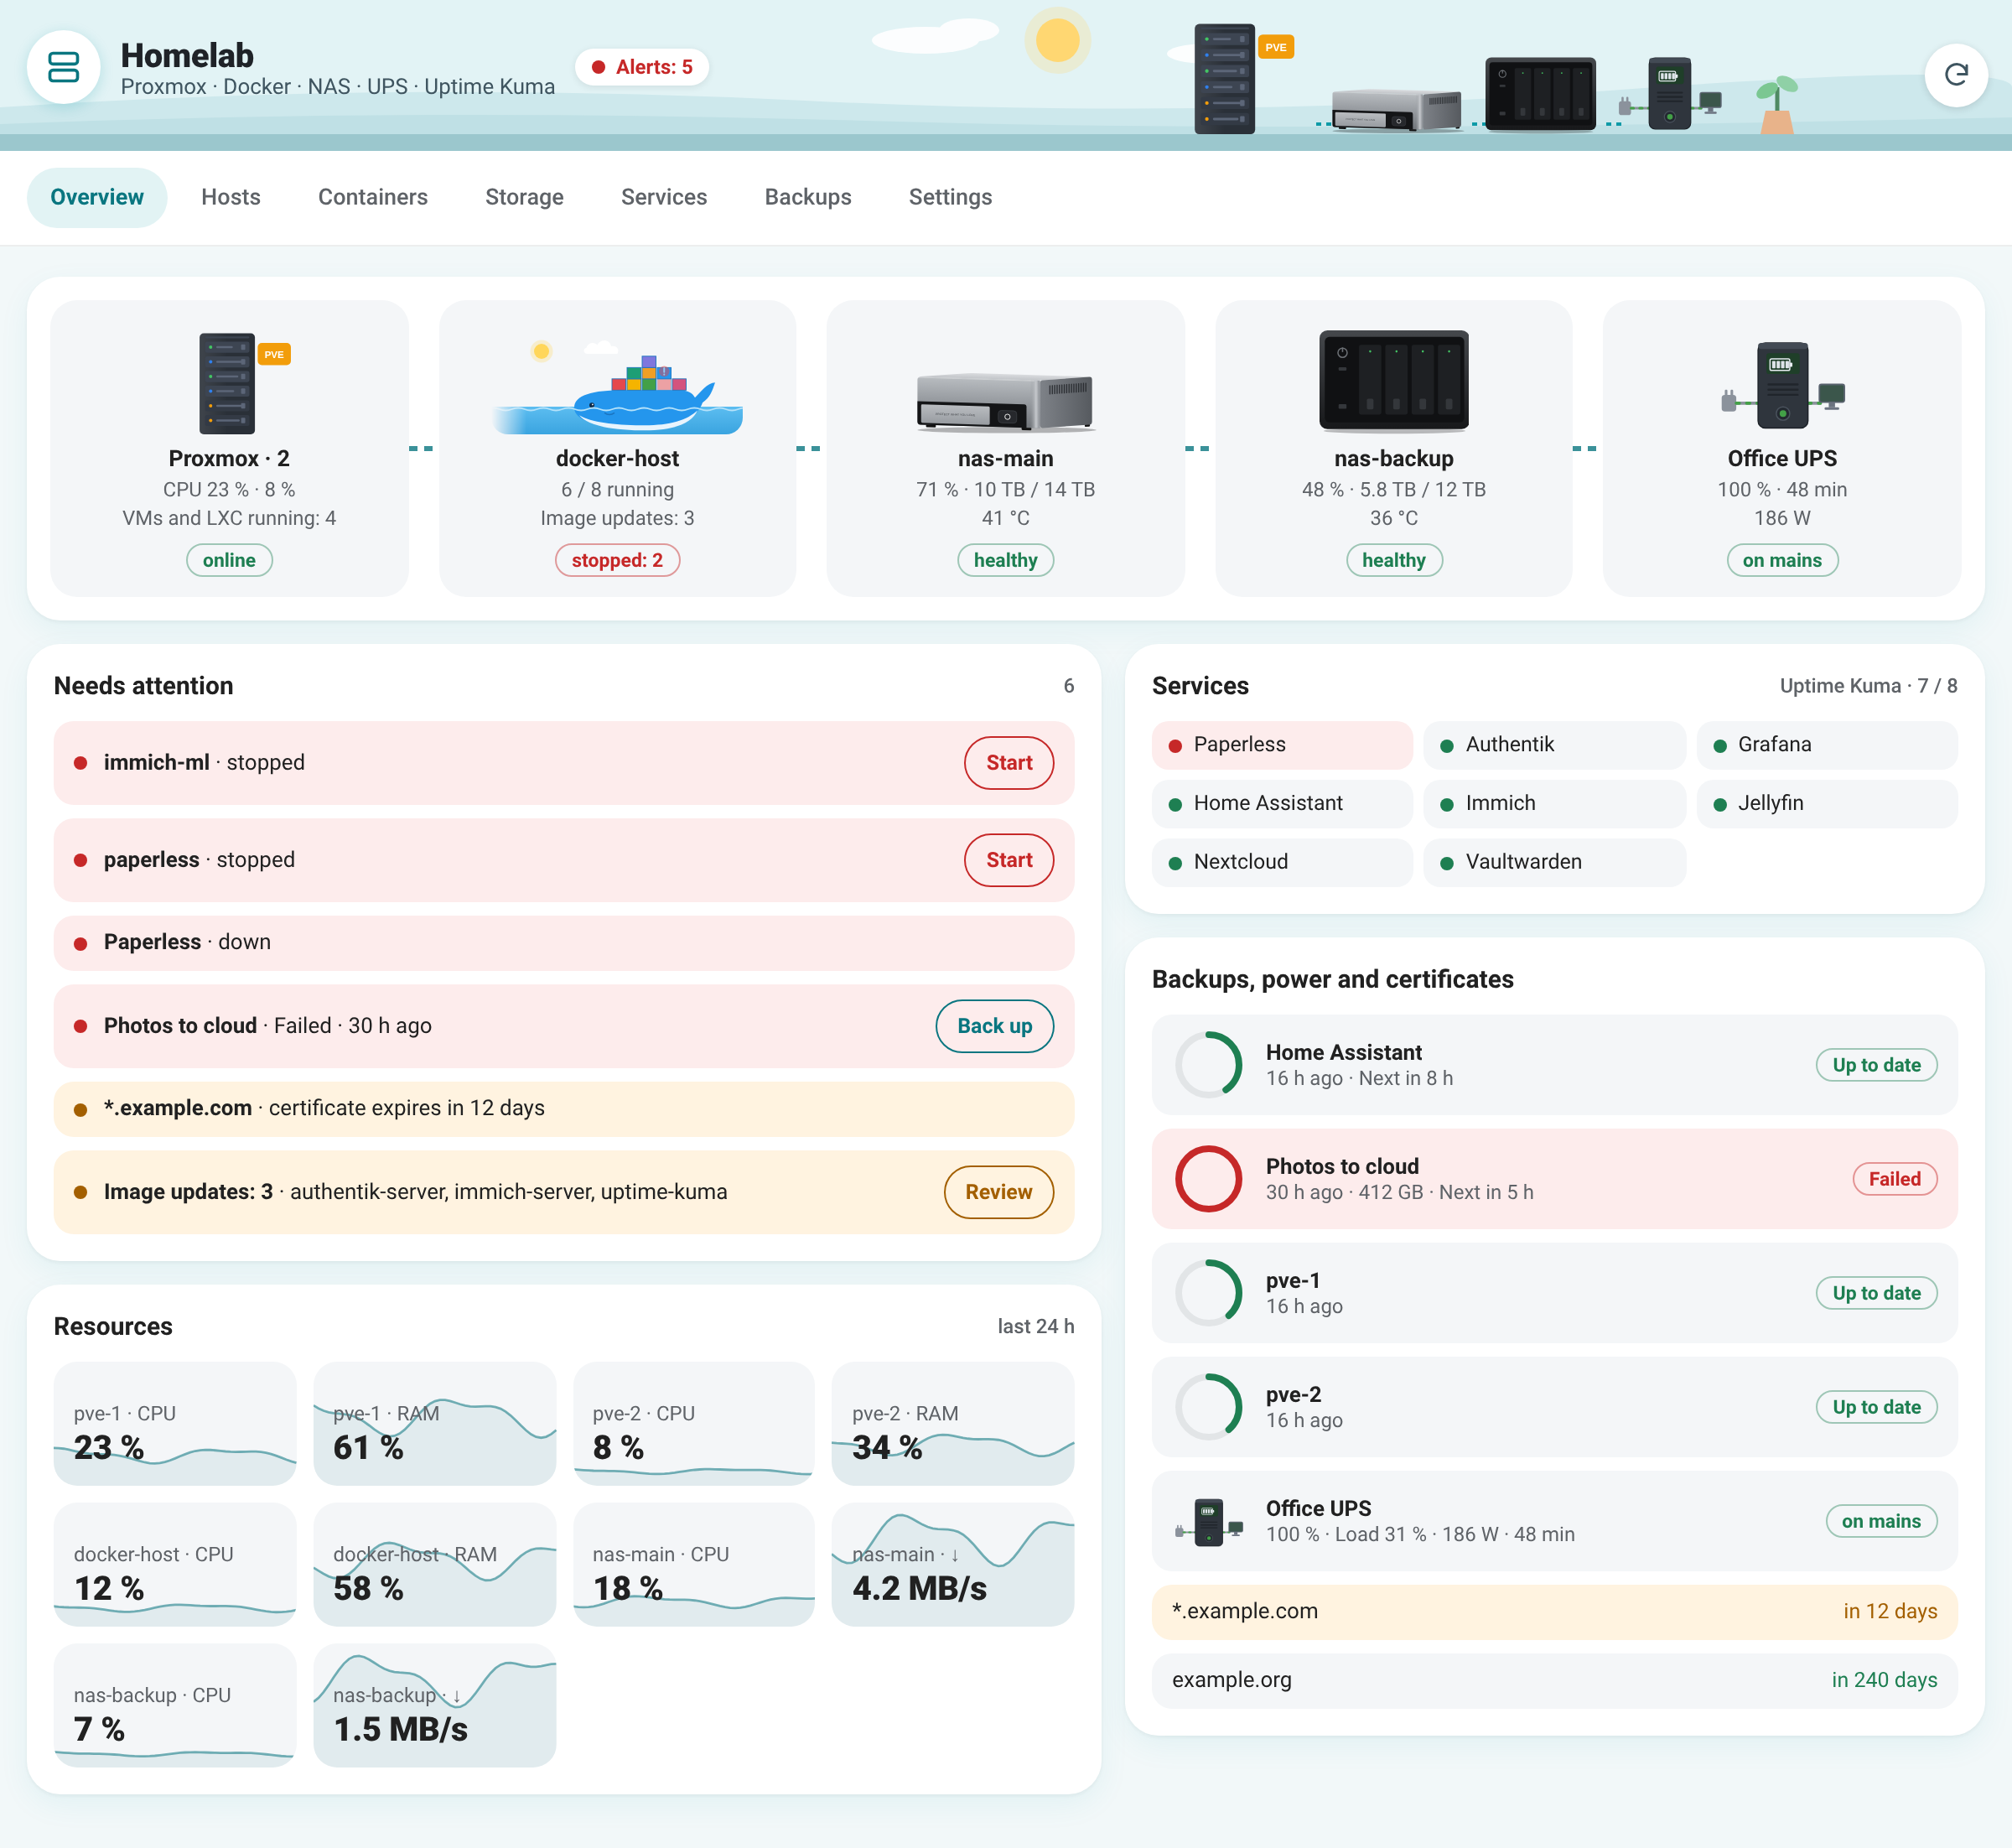 Homelab
Proxmox · Docker · NAS · UPS · Uptime Kuma
Alerts: 5
PVE
Overview
Hosts
Containers
Storage
Services
Backups
Settings
PVE
Proxmox · 2
CPU 23 % · 8 %
VMs and LXC running: 4
online
docker-host
6 / 8 running
Image updates: 3
stopped: 2
nas-main
71 % · 10 TB / 14 TB
41 °C
healthy
nas-backup
48 % · 5.8 TB / 12 TB
36 °C
healthy
Office UPS
100 % · 48 min
186 W
on mains
Needs attention
6
immich-ml · stopped
Start
paperless · stopped
Start
Paperless · down
Photos to cloud · Failed · 30 h ago
Back up
*.example.com · certificate expires in 12 days
Image updates: 3 · authentik-server, immich-server, uptime-kuma
Review
Resources
last 24 h
pve-1 · CPU
23 %
pve-1 · RAM
61 %
pve-2 · CPU
8 %
pve-2 · RAM
34 %
docker-host · CPU
12 %
docker-host · RAM
58 %
nas-main · CPU
18 %
nas-main · ↓
4.2 MB/s
nas-backup · CPU
7 %
nas-backup · ↓
1.5 MB/s
Services
Uptime Kuma · 7 / 8
Paperless
Authentik
Grafana
Home Assistant
Immich
Jellyfin
Nextcloud
Vaultwarden
Backups, power and certificates
Home Assistant
16 h ago · Next in 8 h
Up to date
Photos to cloud
30 h ago · 412 GB · Next in 5 h
Failed
pve-1
16 h ago
Up to date
pve-2
16 h ago
Up to date
Office UPS
100 % · Load 31 % · 186 W · 48 min
on mains
*.example.com
in 12 days
example.org
in 240 days